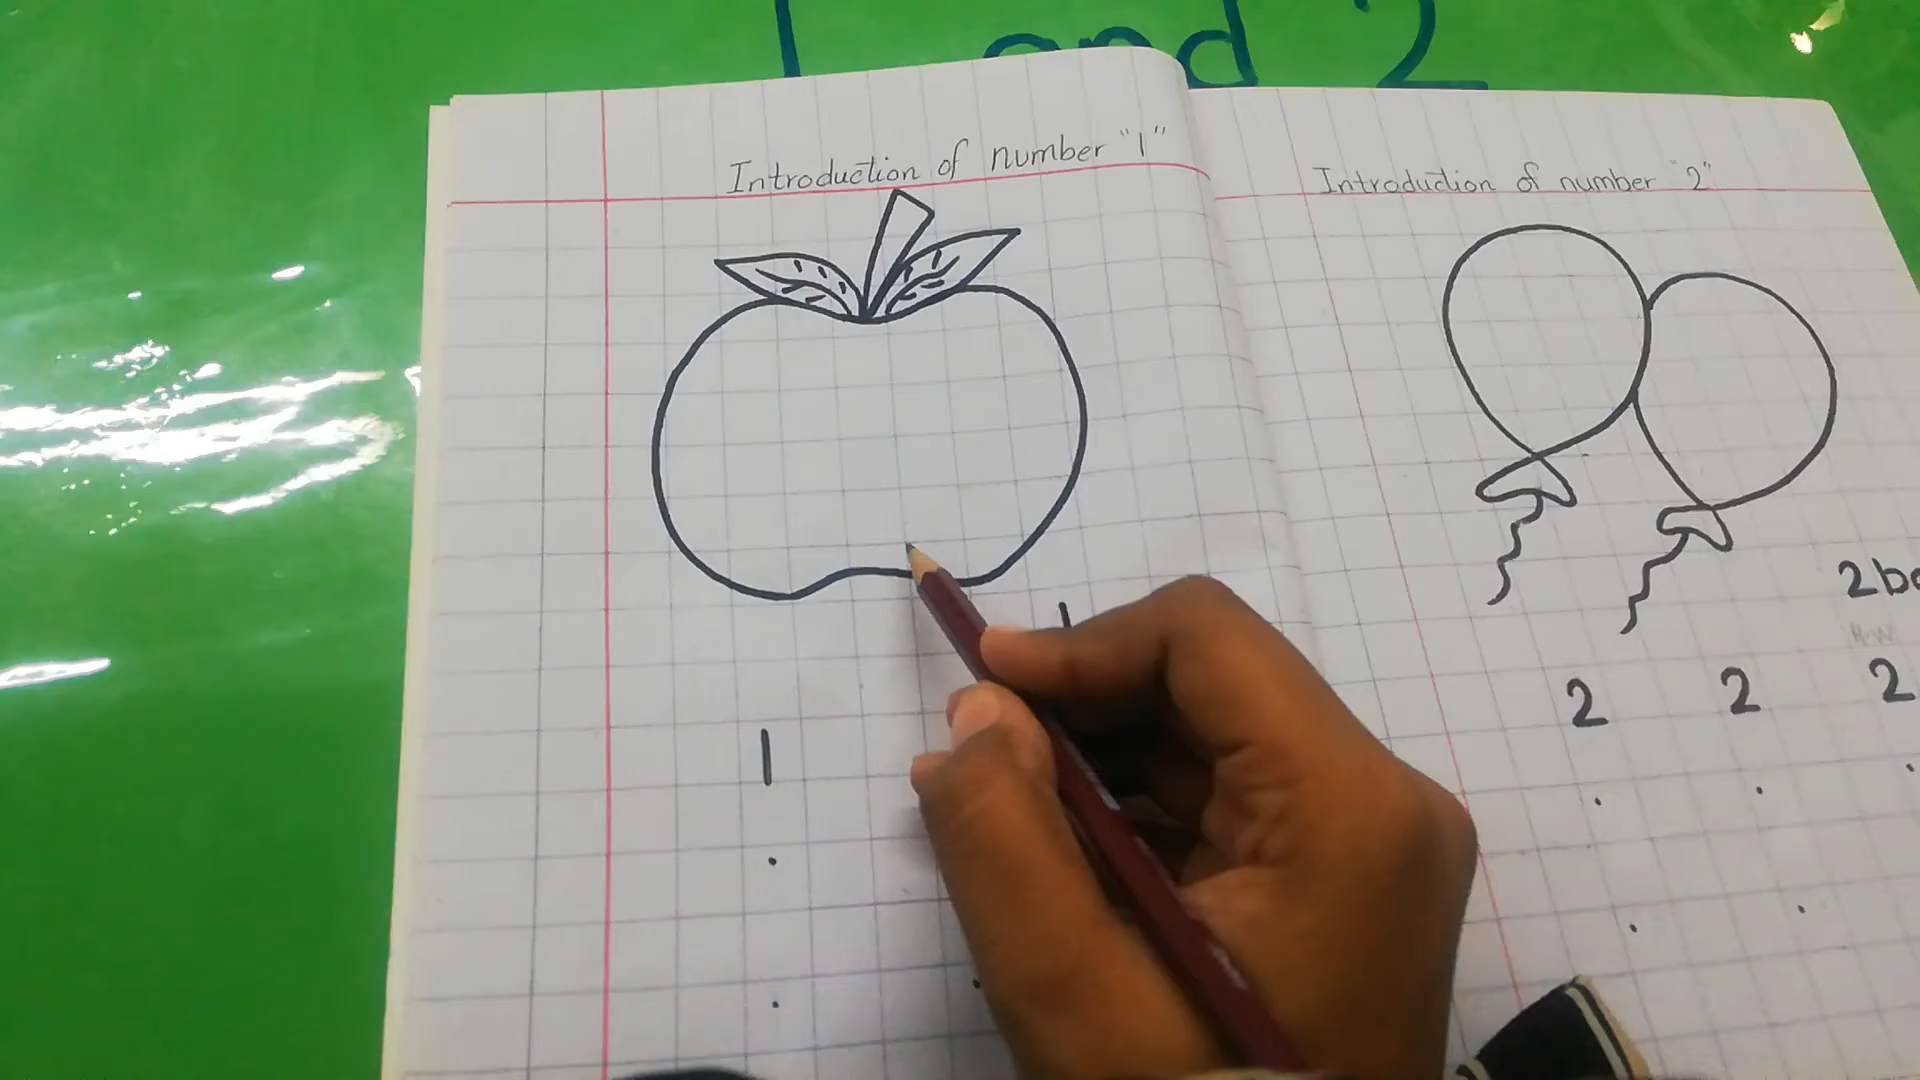 1 and 2
Introduction of number "1"
1
Introduction of number "2"
H.W
2 2 2